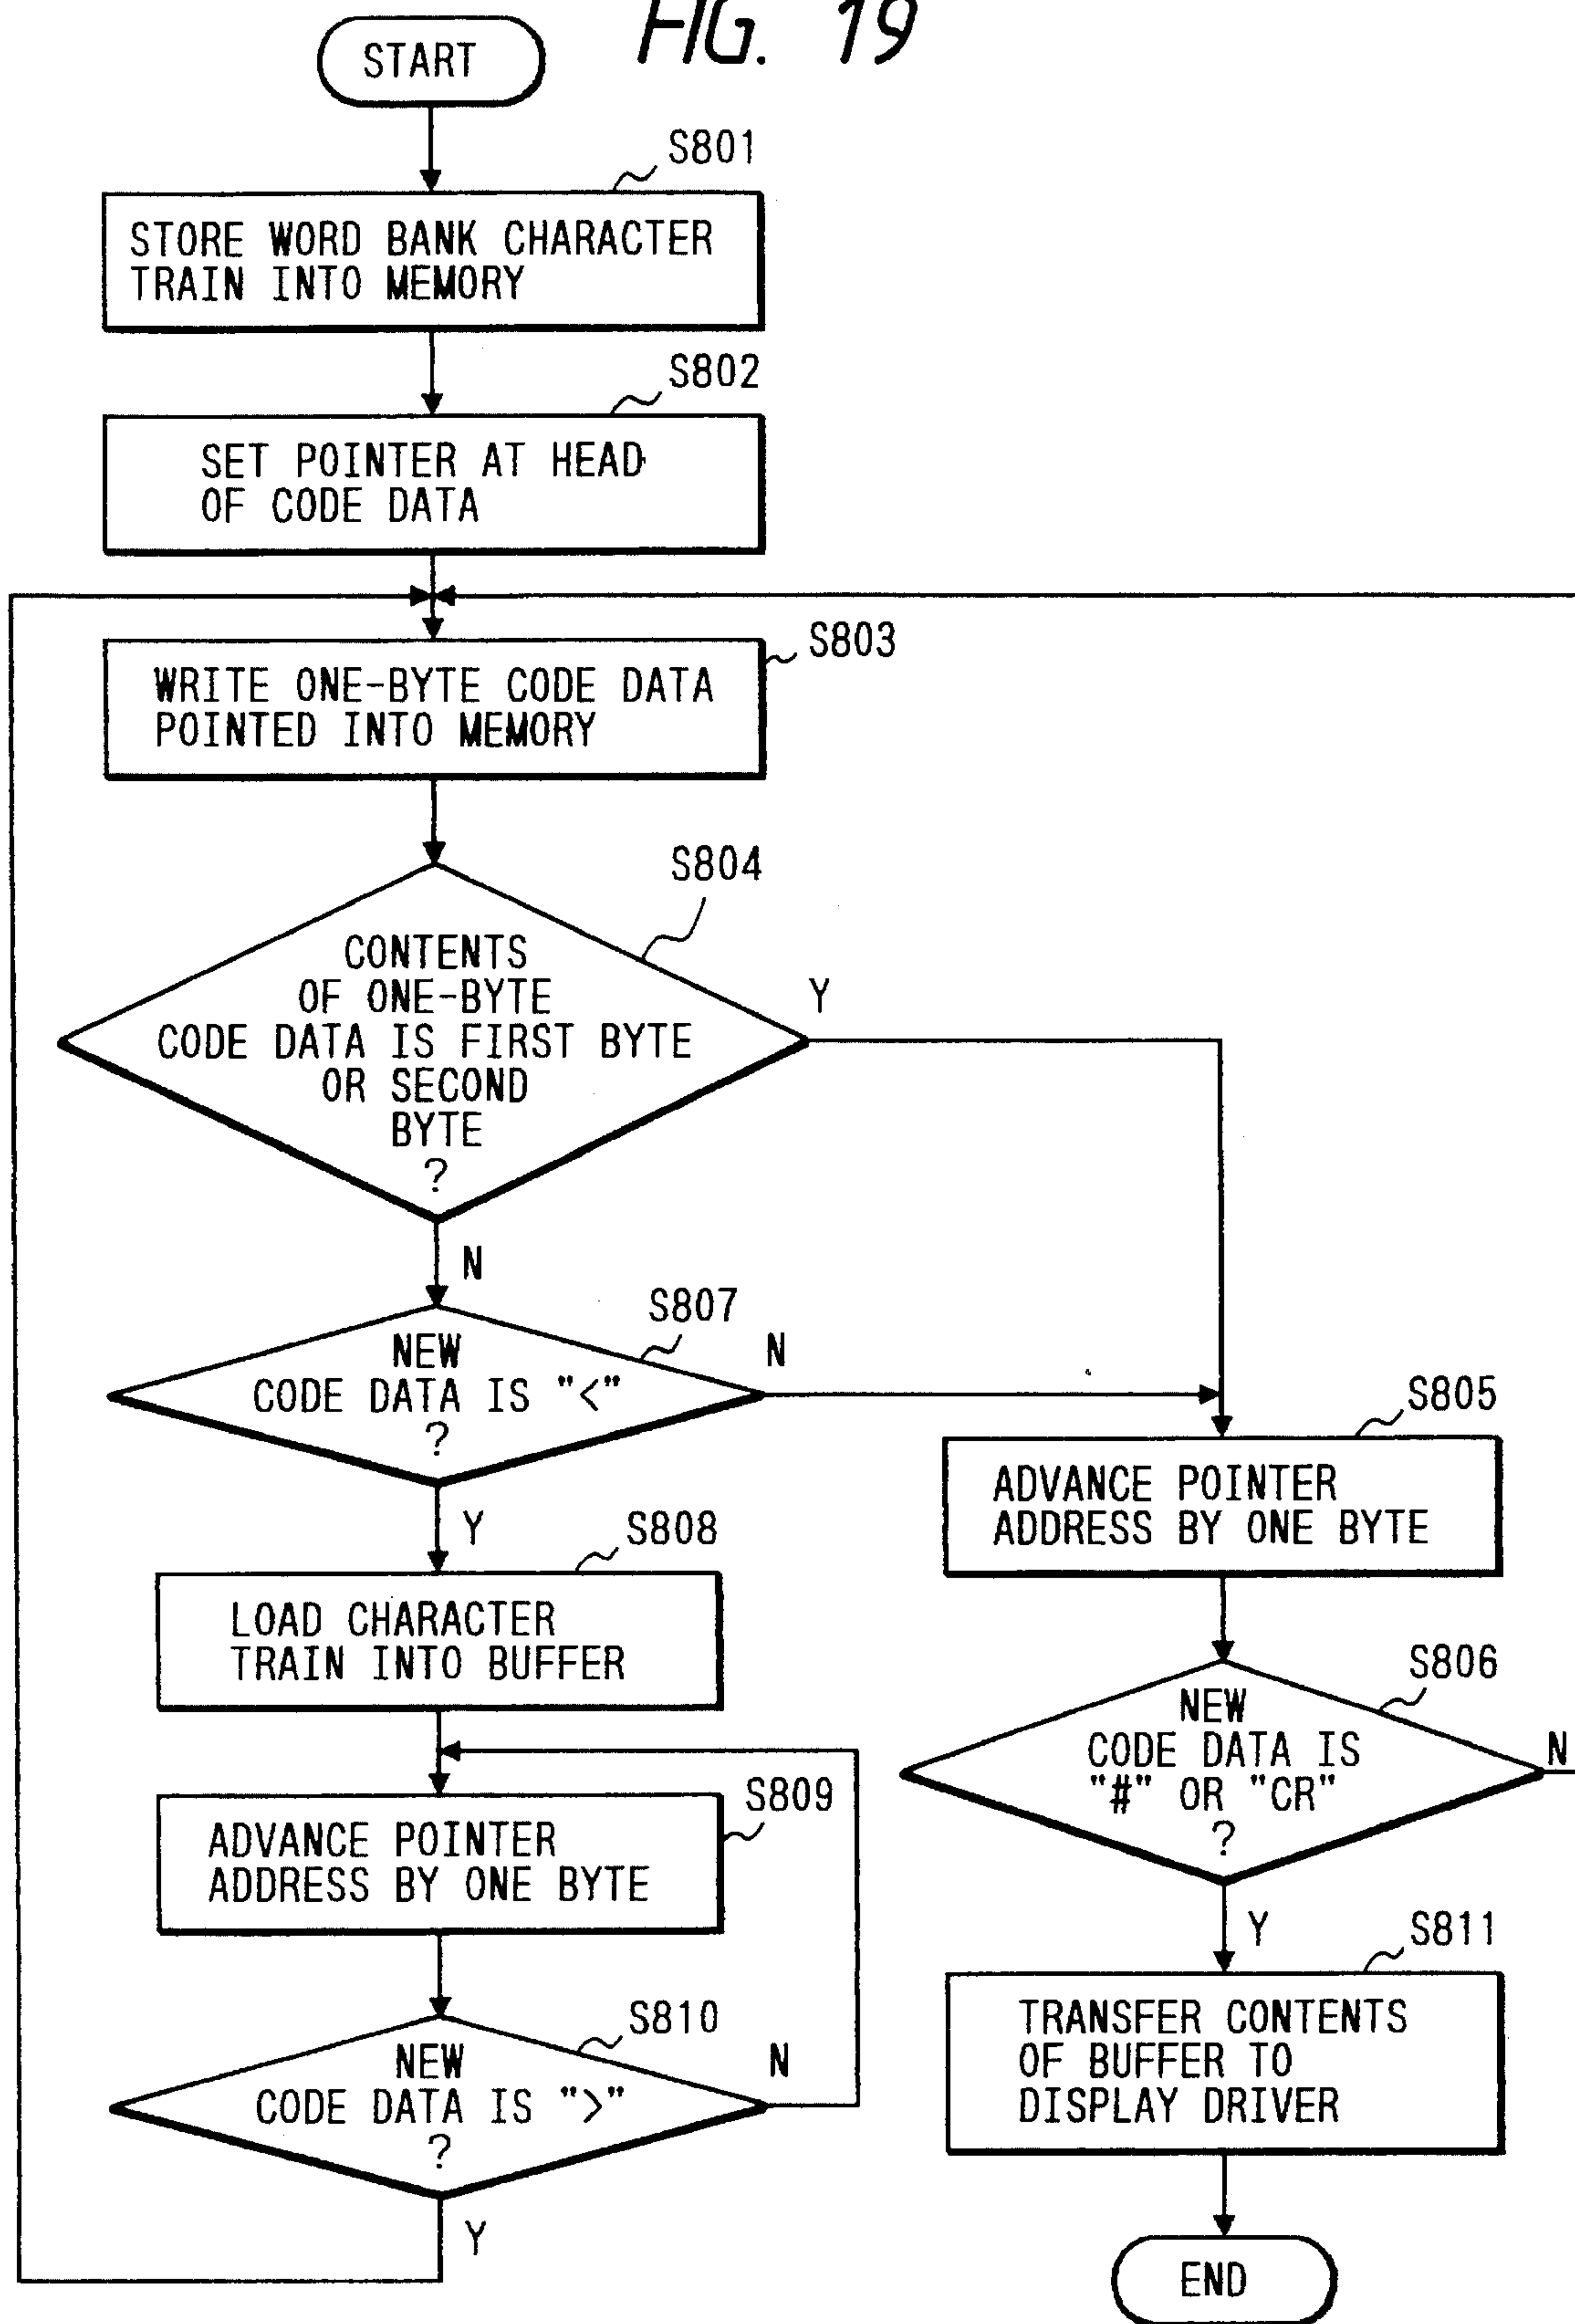 FIG. 19
START
S801
STORE WORD BANK CHARACTER
TRAIN INTO MEMORY
S802
SET POINTER AT HEAD
OF CODE DATA
S803
WRITE ONE-BYTE CODE DATA
POINTED INTO MEMORY
S804
CONTENTS
OF ONE-BYTE
CODE DATA IS FIRST BYTE
OR SECOND
BYTE
?
Y
N
S807
NEW
CODE DATA IS "<"
?
N
Y
S808
LOAD CHARACTER
TRAIN INTO BUFFER
S809
ADVANCE POINTER
ADDRESS BY ONE BYTE
S810
NEW
CODE DATA IS ">"
?
N
Y
S805
ADVANCE POINTER
ADDRESS BY ONE BYTE
S806
NEW
CODE DATA IS
"#" OR "CR"
?
N
Y
S811
TRANSFER CONTENTS
OF BUFFER TO
DISPLAY DRIVER
END